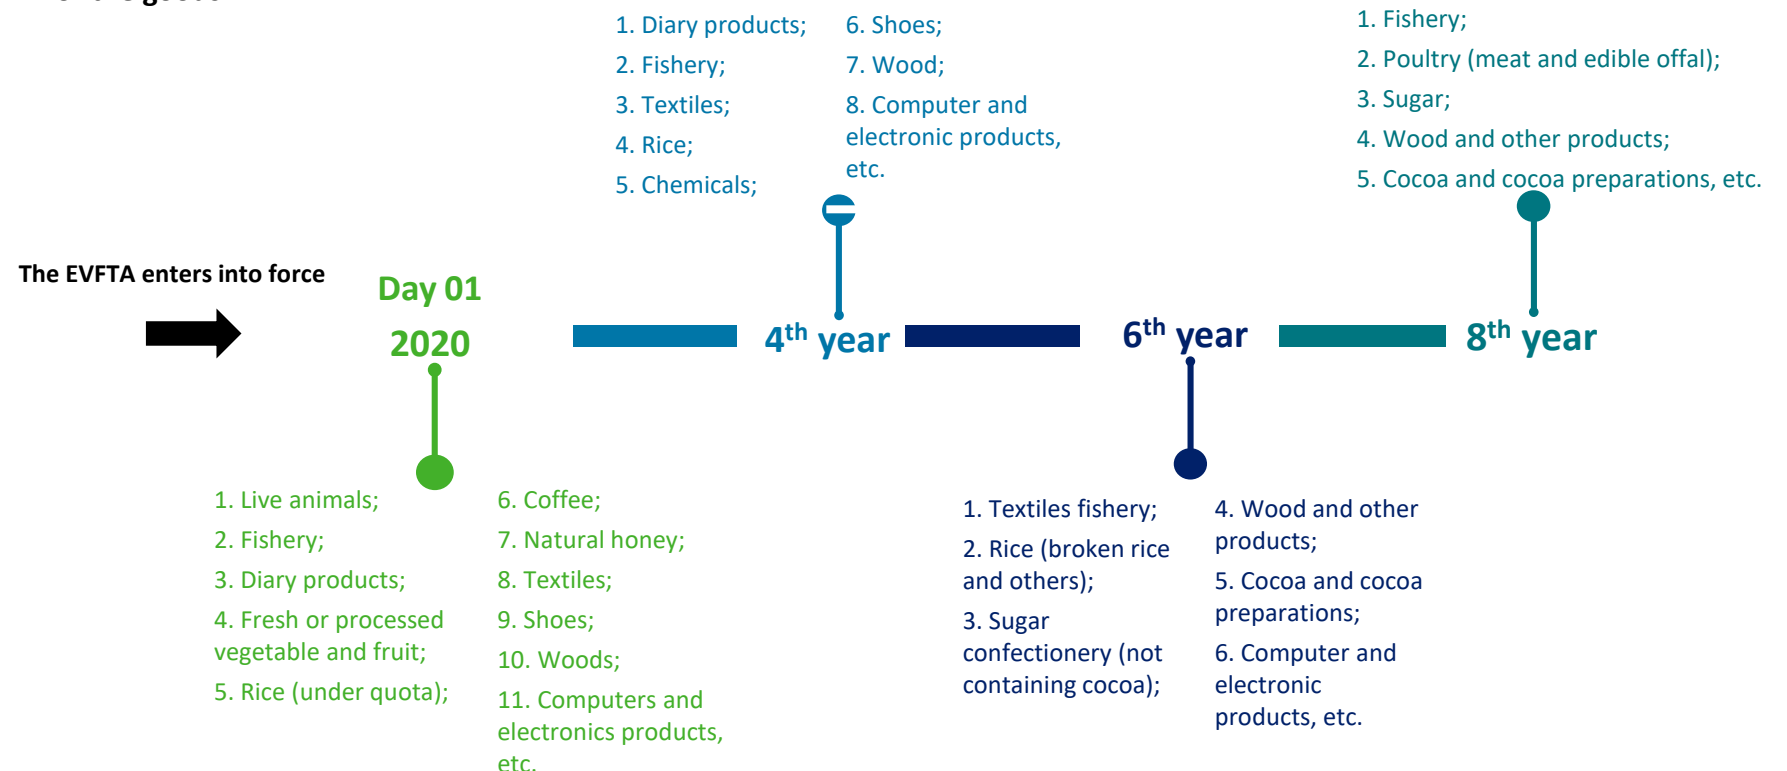 1. Diary products;
2. Fishery;
3. Textiles;
4. Rice;
5. Chemicals;
6. Shoes;
7. Wood;
8. Computer and
electronic products,
etc.
1. Fishery;
2. Poultry (meat and edible offal);
3. Sugar;
4. Wood and other products;
5. Cocoa and cocoa preparations, etc.
The EVFTA enters into force
Day 01
2020
4th year
6th year
8th year
1. Live animals;
2. Fishery;
3. Diary products;
4. Fresh or processed
vegetable and fruit;
5. Rice (under quota);
6. Coffee;
7. Natural honey;
8. Textiles;
9. Shoes;
10. Woods;
11. Computers and
electronics products,
etc.
1. Textiles fishery;
2. Rice (broken rice
and others);
3. Sugar
confectionery (not
containing cocoa);
4. Wood and other
products;
5. Cocoa and cocoa
preparations;
6. Computer and
electronic
products, etc.